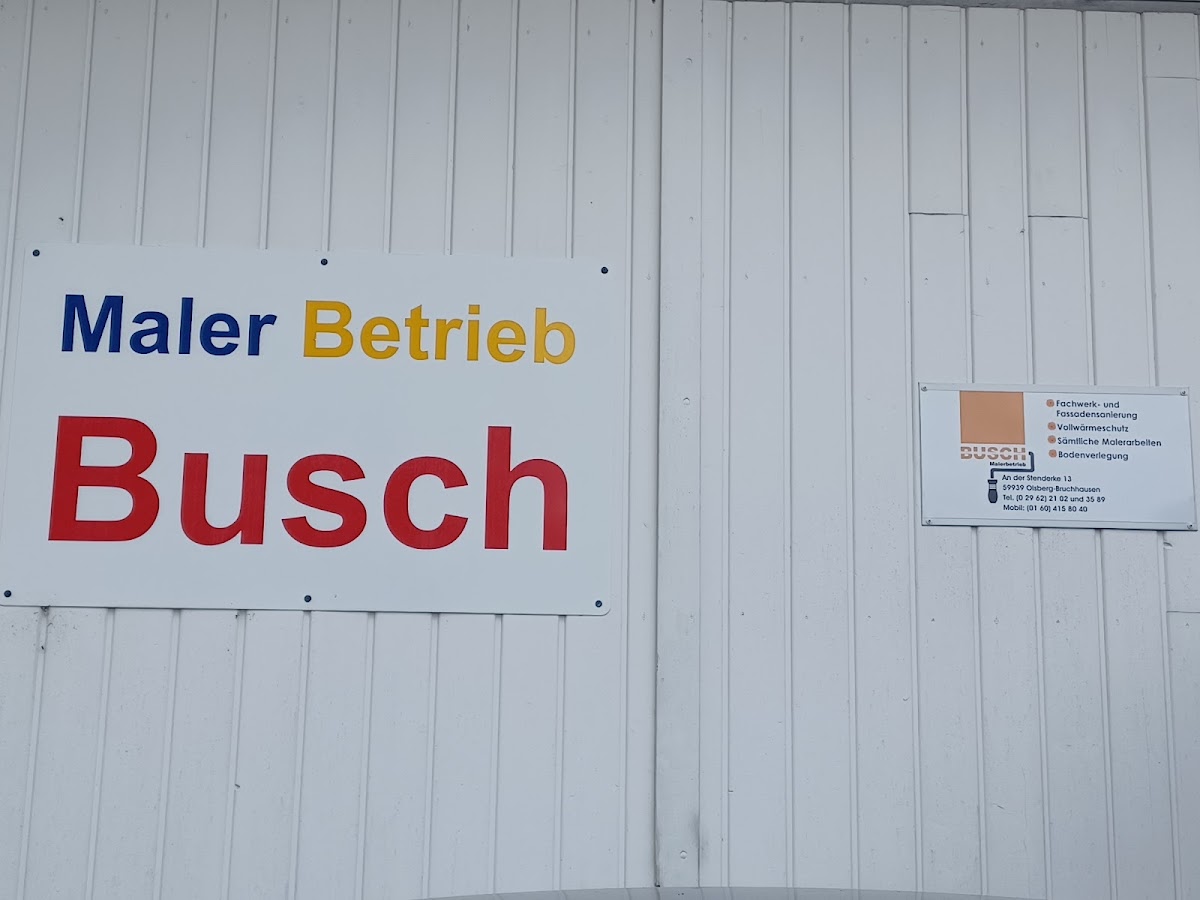 Maler Betrieb
Busch
Fachwerk- und
Fassadensanierung
Vollwärmeschutz
Sämtliche Malerarbeiten
Bodenverlegung
BUSCH
Malerbetrieb
An der Stenderke 13
59939 Olsberg-Bruchhausen
Tel. (0 29 62) 21 02 und 35 89
Mobil: (01 60) 415 80 40